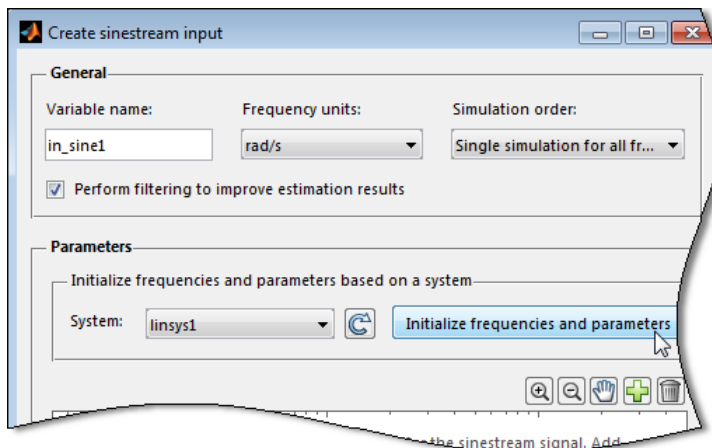 Create sinestream input
General
Variable name: Frequency units: Simulation order:
in_sine1 rad/s Single simulation for all fr...
Perform filtering to improve estimation results
Parameters
Initialize frequencies and parameters based on a system
System: linsys1 Initialize frequencies and parameters
the sinestream signal. Add